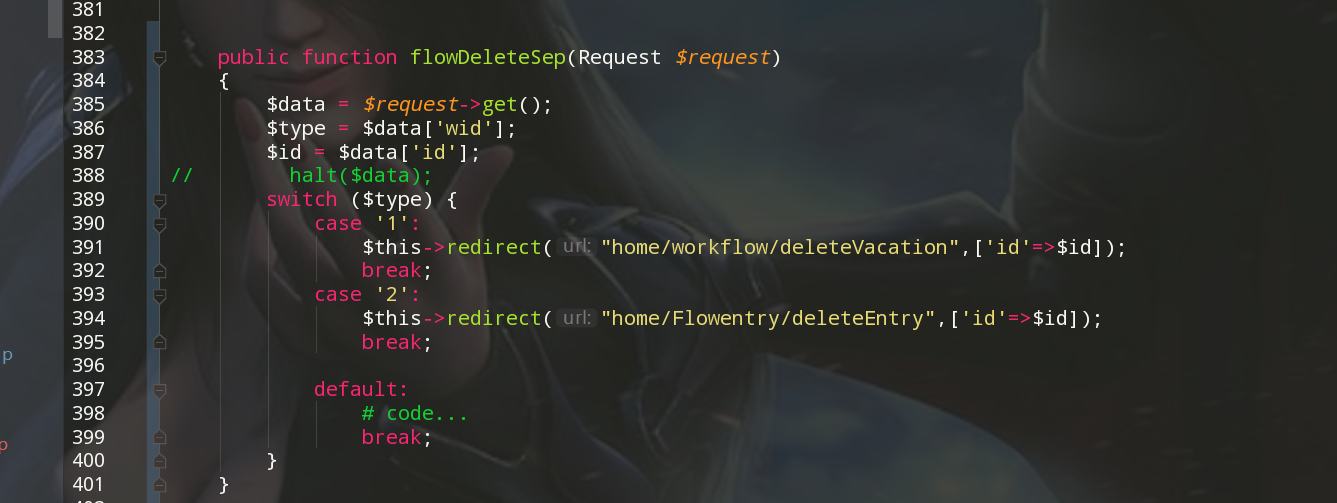 381
382
383 public function flowDeleteSep(Request $request)
384 {
385 $data = $request->get();
386 $type = $data['wid'];
387 $id = $data['id'];
388 // halt($data);
389 switch ($type) {
390 case '1':
391 $this->redirect( url: "home/workflow/deleteVacation",['id'=>$id]);
392 break;
393 case '2':
394 $this->redirect( url: "home/Flowentry/deleteEntry",['id'=>$id]);
p
395 break;
396
397 default:
398 # code...
399 break;
p
400 }
401 }